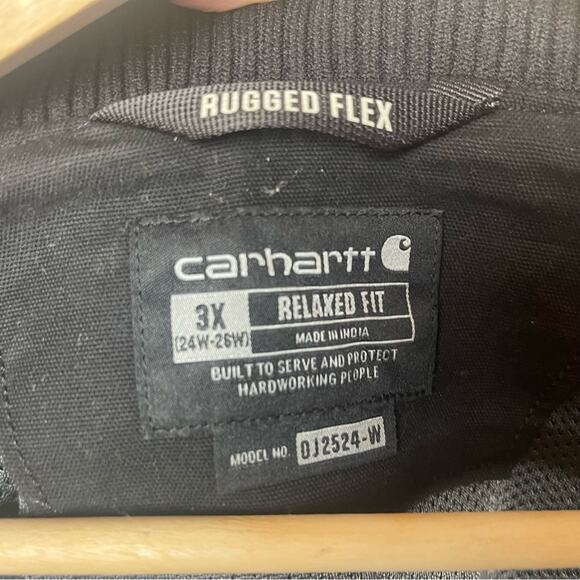 RUGGED FLEX
carhartt
3X
(24W-26W)
RELAXED FIT
MADE IN INDIA
BUILT TO SERVE AND PROTECT
HARDWORKING PEOPLE
MODEL NO. OJ2524-W